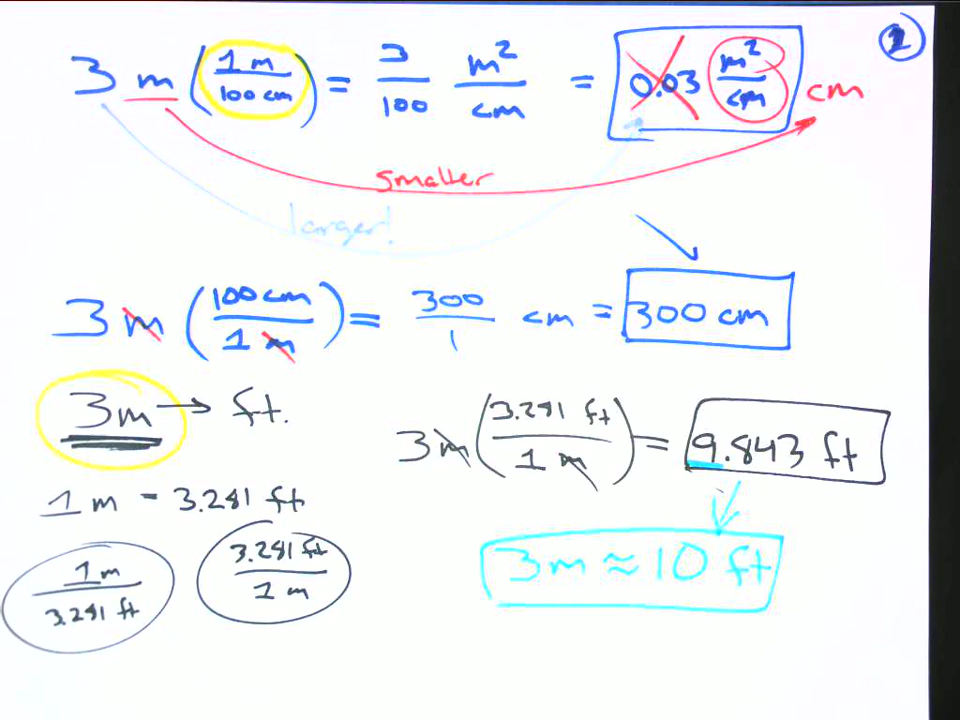 1
3 m (1 m / 100 cm) = 3/100 m²/cm = 0.03 m²/cm cm
smaller
larger!
3 m (100 cm / 1 m) = 300/1 cm = 300 cm
3m → ft.
3 m (3.281 ft / 1 m) = 9.843 ft
1 m = 3.281 ft
1 m / 3.281 ft
3.281 ft / 1 m
3m ≈ 10 ft